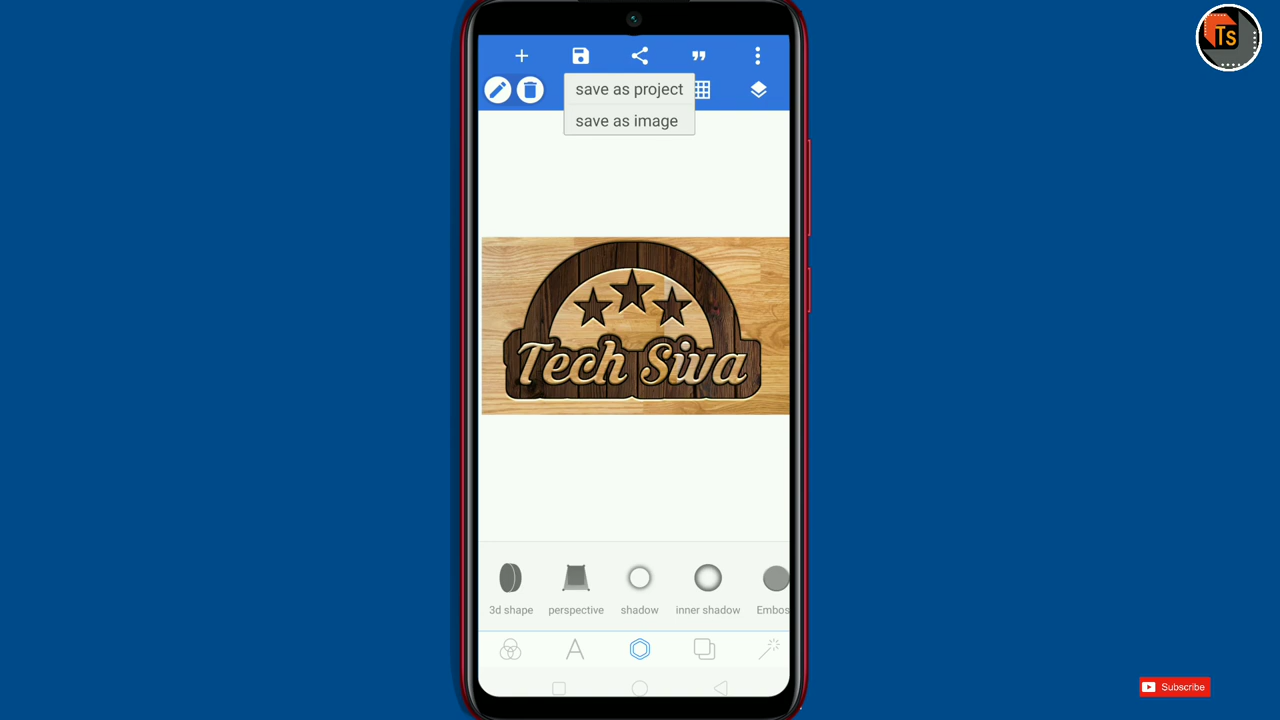 Ts
save as project
save as image
Tech Siva
3d shape
perspective
shadow
inner shadow
Embos
Subscribe